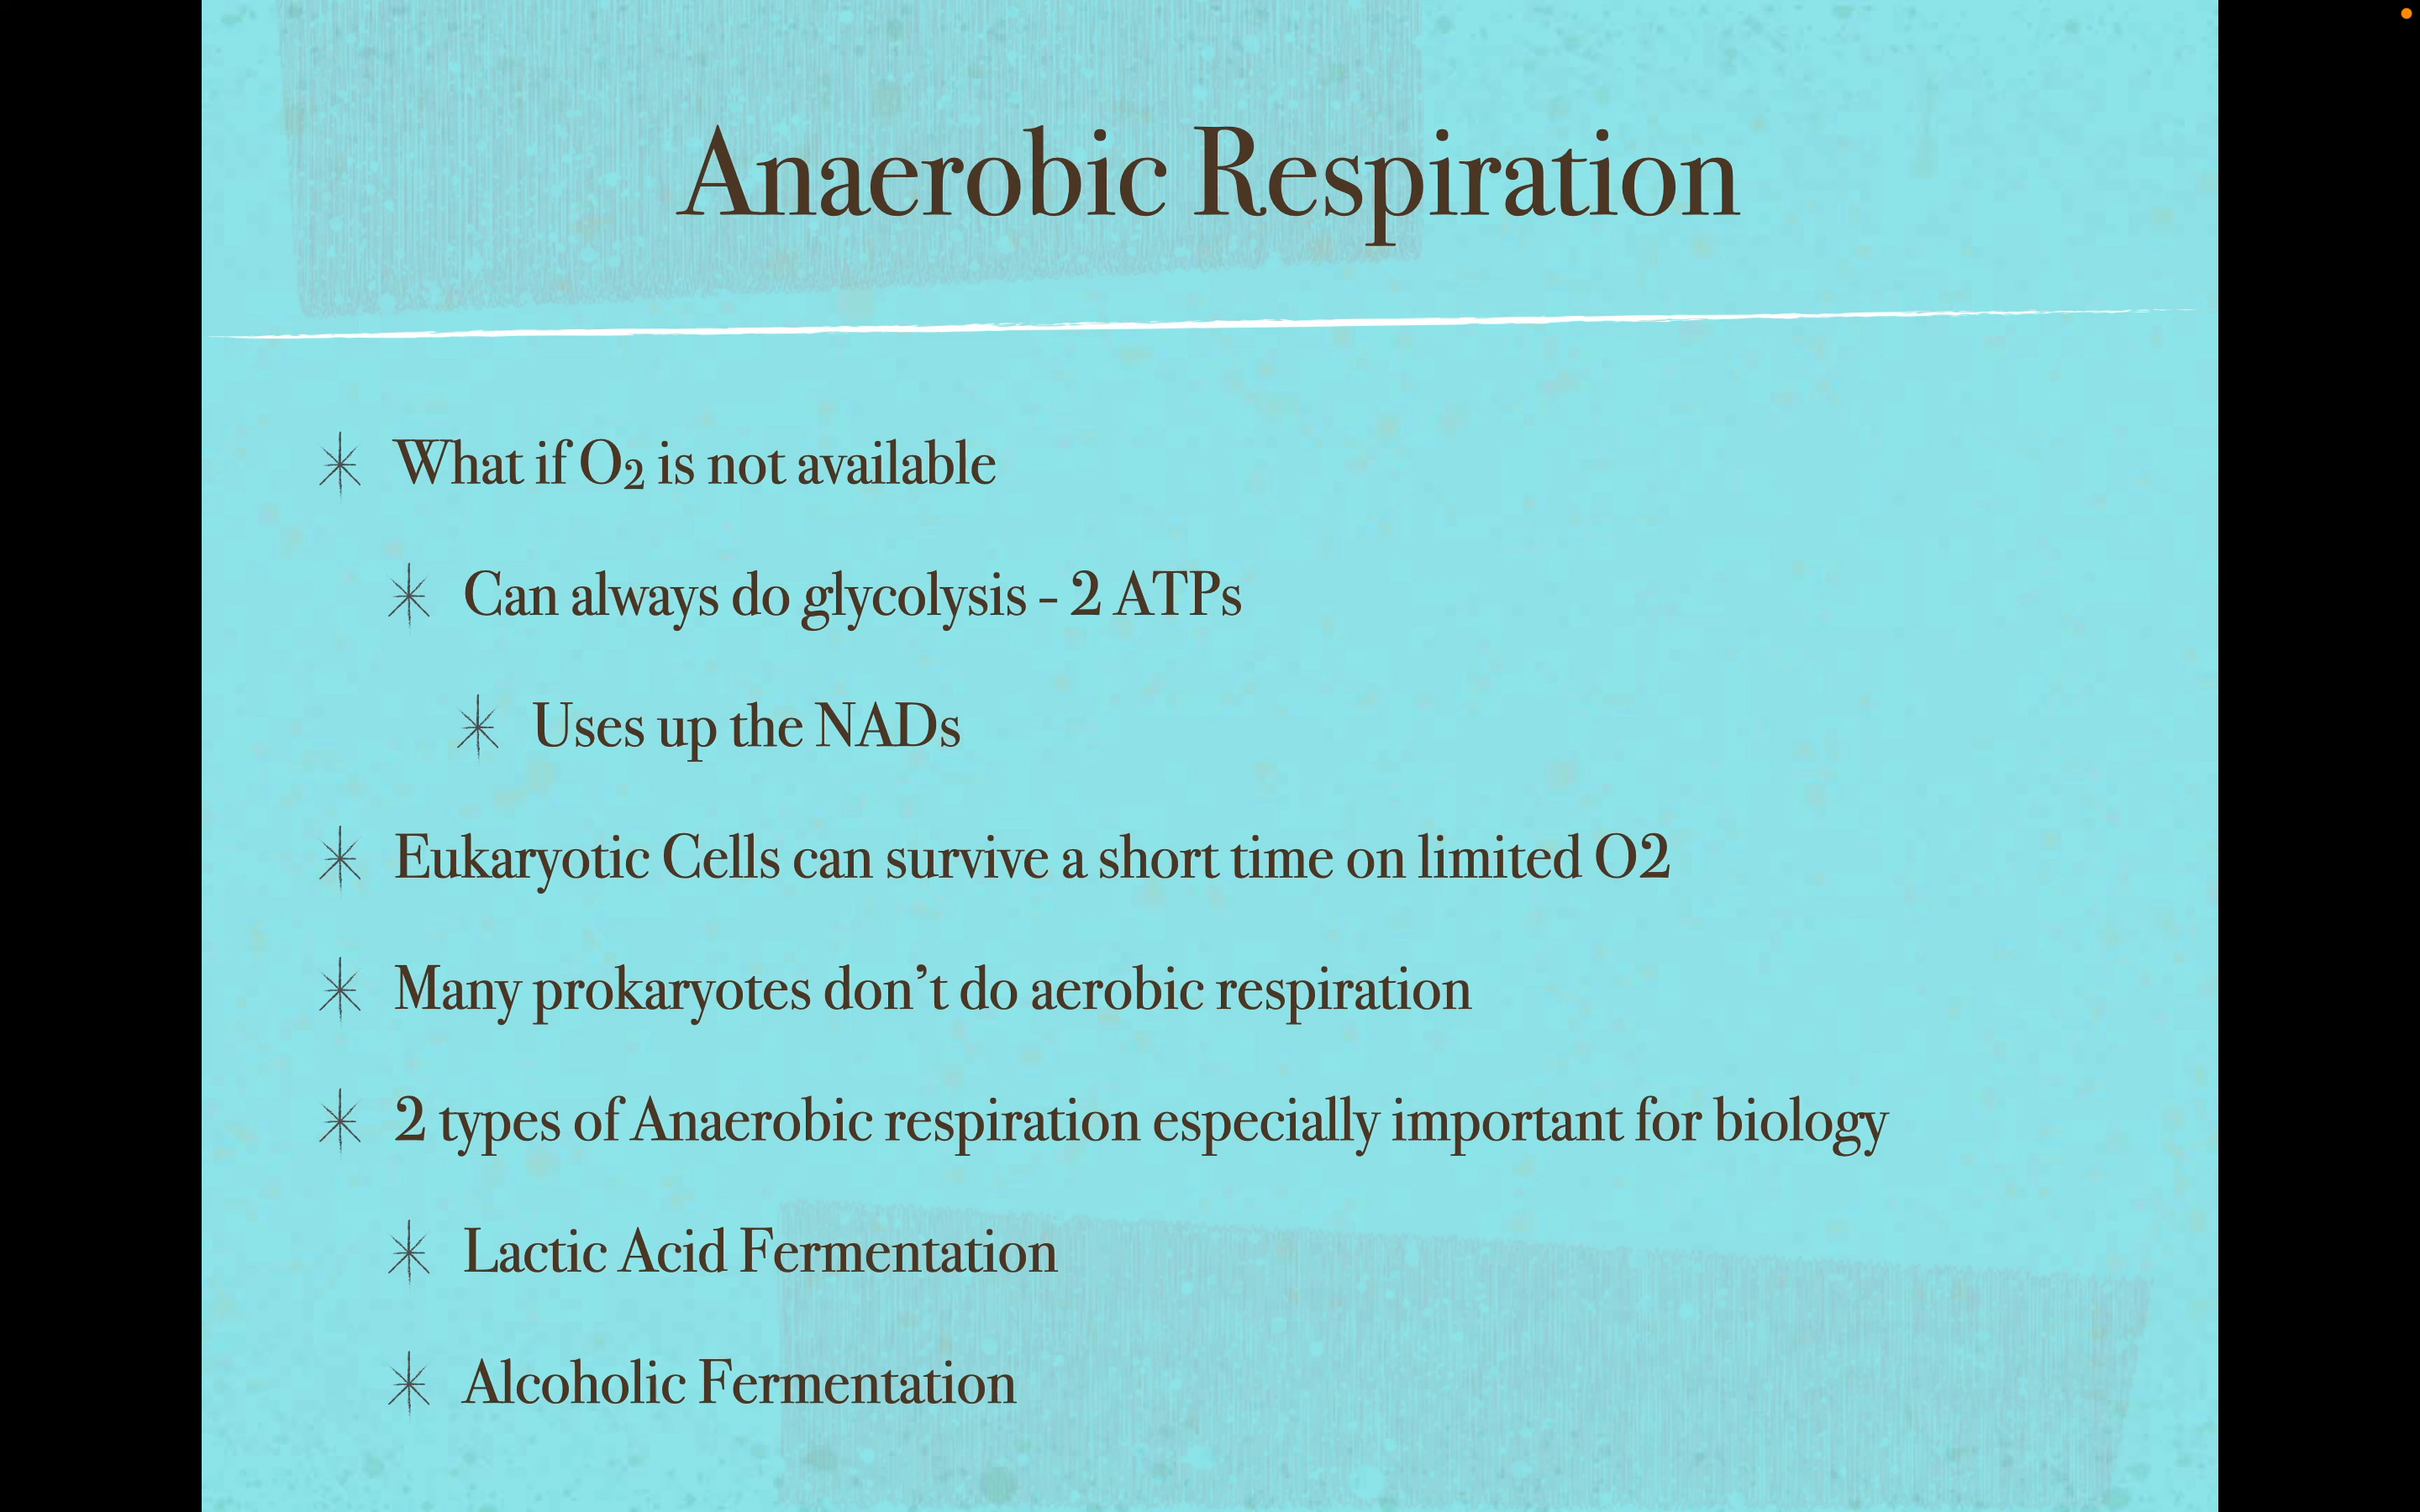 Anaerobic Respiration
What if O₂ is not available
Can always do glycolysis - 2 ATPs
Uses up the NADs
Eukaryotic Cells can survive a short time on limited O2
Many prokaryotes don’t do aerobic respiration
2 types of Anaerobic respiration especially important for biology
Lactic Acid Fermentation
Alcoholic Fermentation